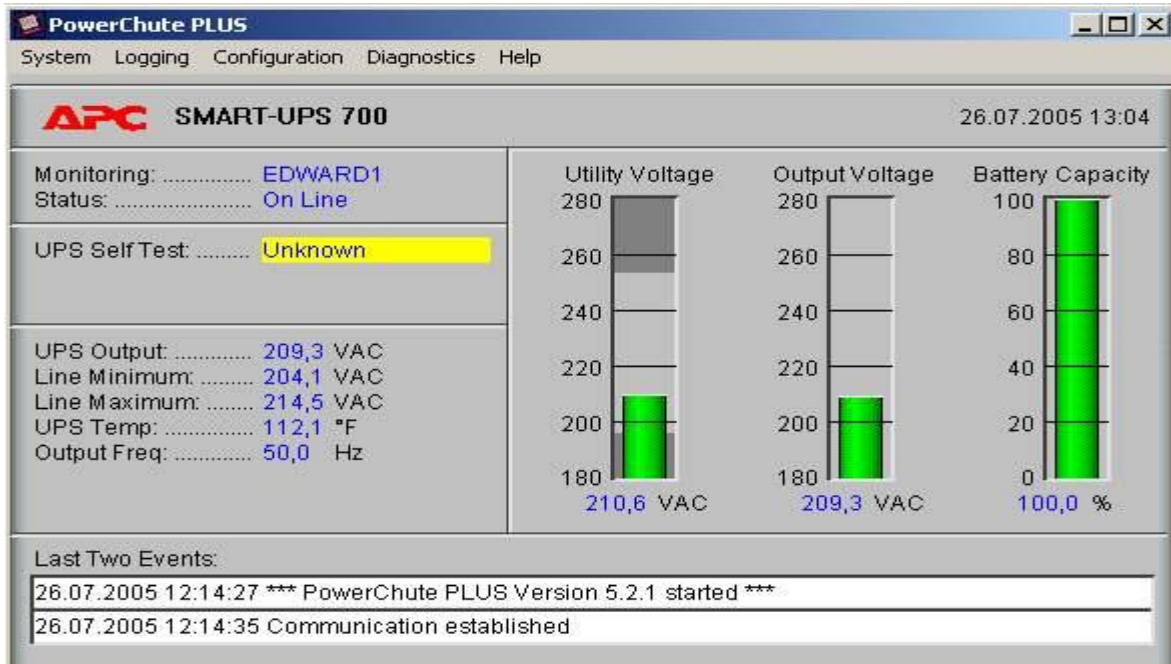 PowerChute PLUS
System Logging Configuration Diagnostics Help
APC SMART-UPS 700 26.07.2005 13:04
Monitoring: .............. EDWARD1
Status: ...................... On Line
UPS Self Test: ......... Unknown
UPS Output: ............. 209,3 VAC
Line Minimum: ......... 204,1 VAC
Line Maximum: ........ 214,5 VAC
UPS Temp: ............... 112,1 °F
Output Freq: ............. 50,0 Hz
Utility Voltage
280
260
240
220
200
180
210,6 VAC
Output Voltage
280
260
240
220
200
180
209,3 VAC
Battery Capacity
100
80
60
40
20
0
100,0 %
Last Two Events:
26.07.2005 12:14:27 *** PowerChute PLUS Version 5.2.1 started ***
26.07.2005 12:14:35 Communication established